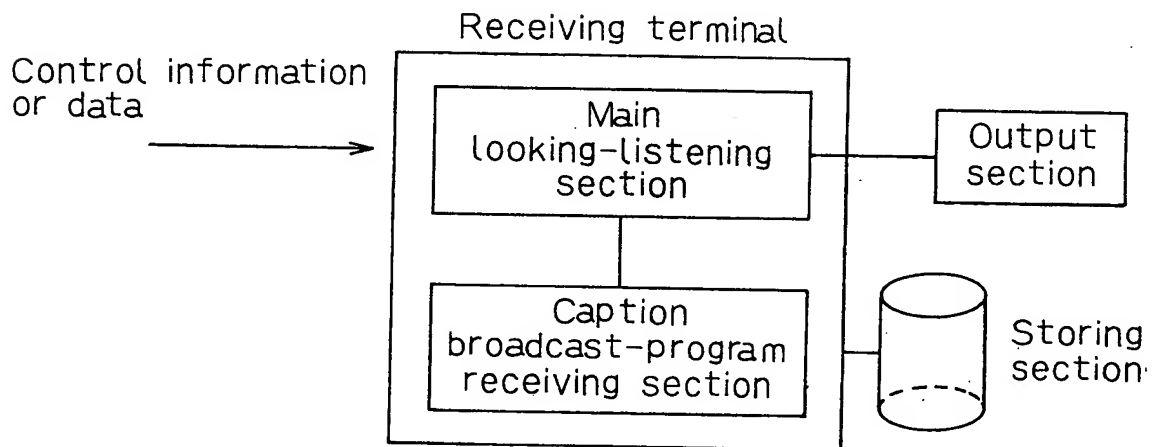 Receiving terminal
Control information
or data
Main
looking-listening
section
Output
section
Caption
broadcast-program
receiving section
Storing
section